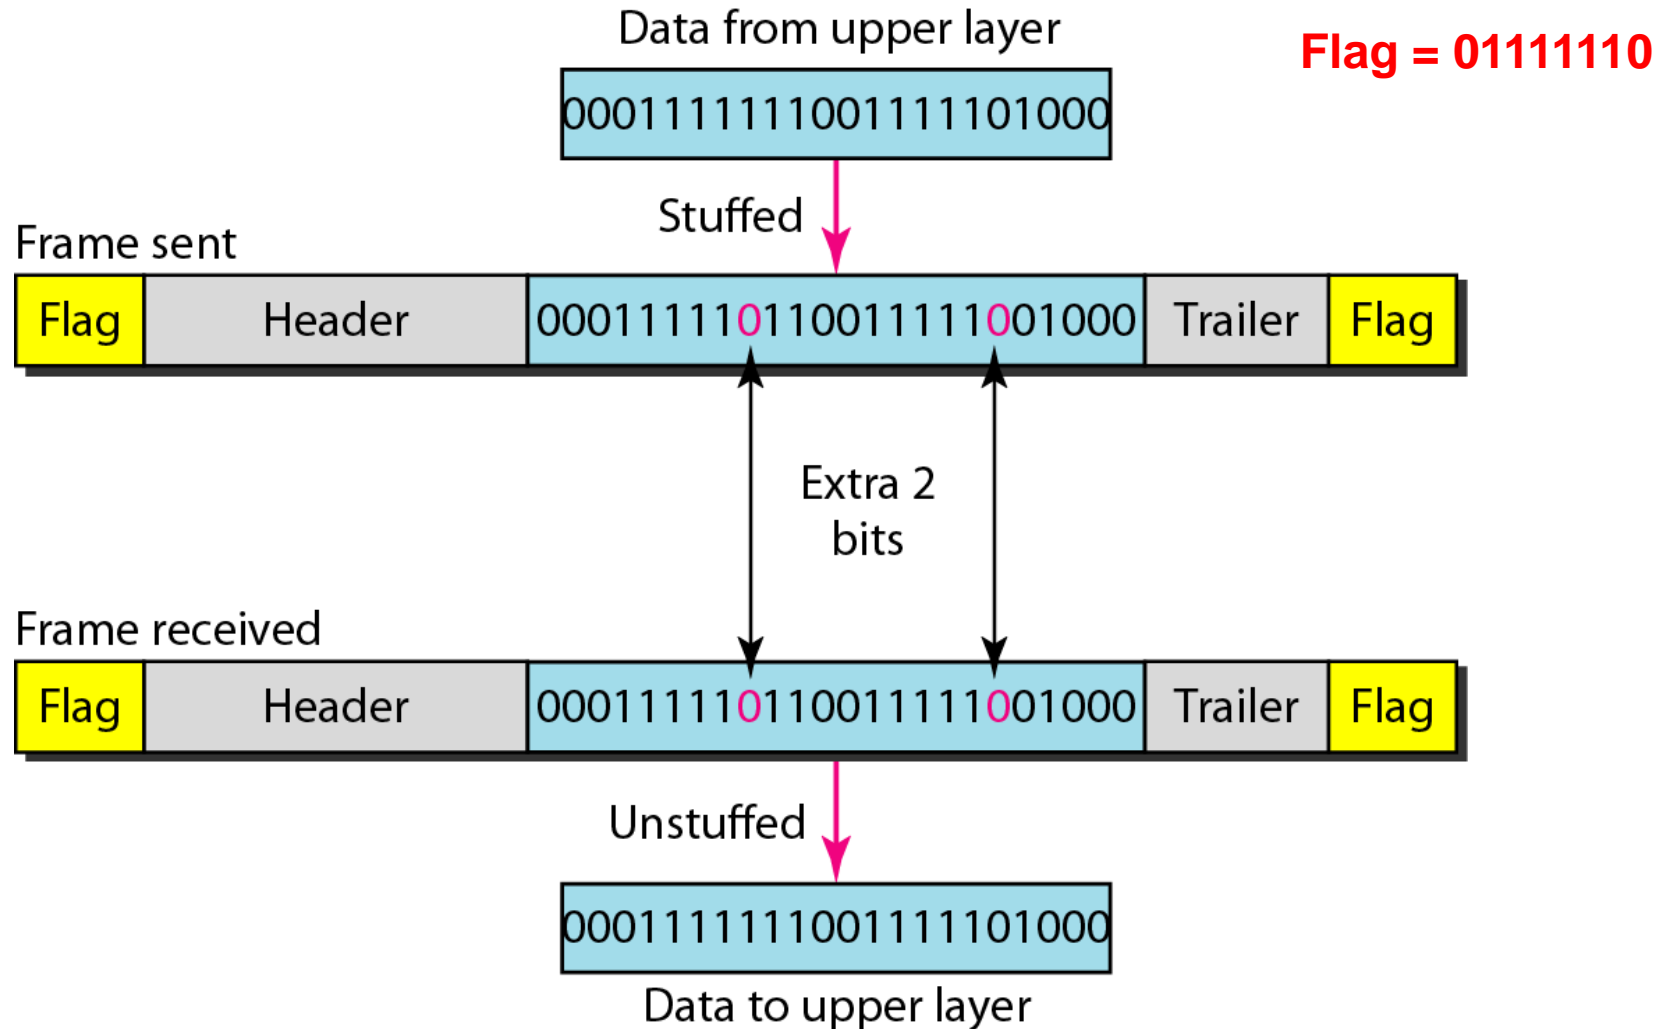 Data from upper layer
Flag = 01111110
0001111111001111101000
Stuffed
Frame sent
Flag Header 000111110110011111001000 Trailer Flag
Extra 2
bits
Frame received
Flag Header 000111110110011111001000 Trailer Flag
Unstuffed
0001111111001111101000
Data to upper layer